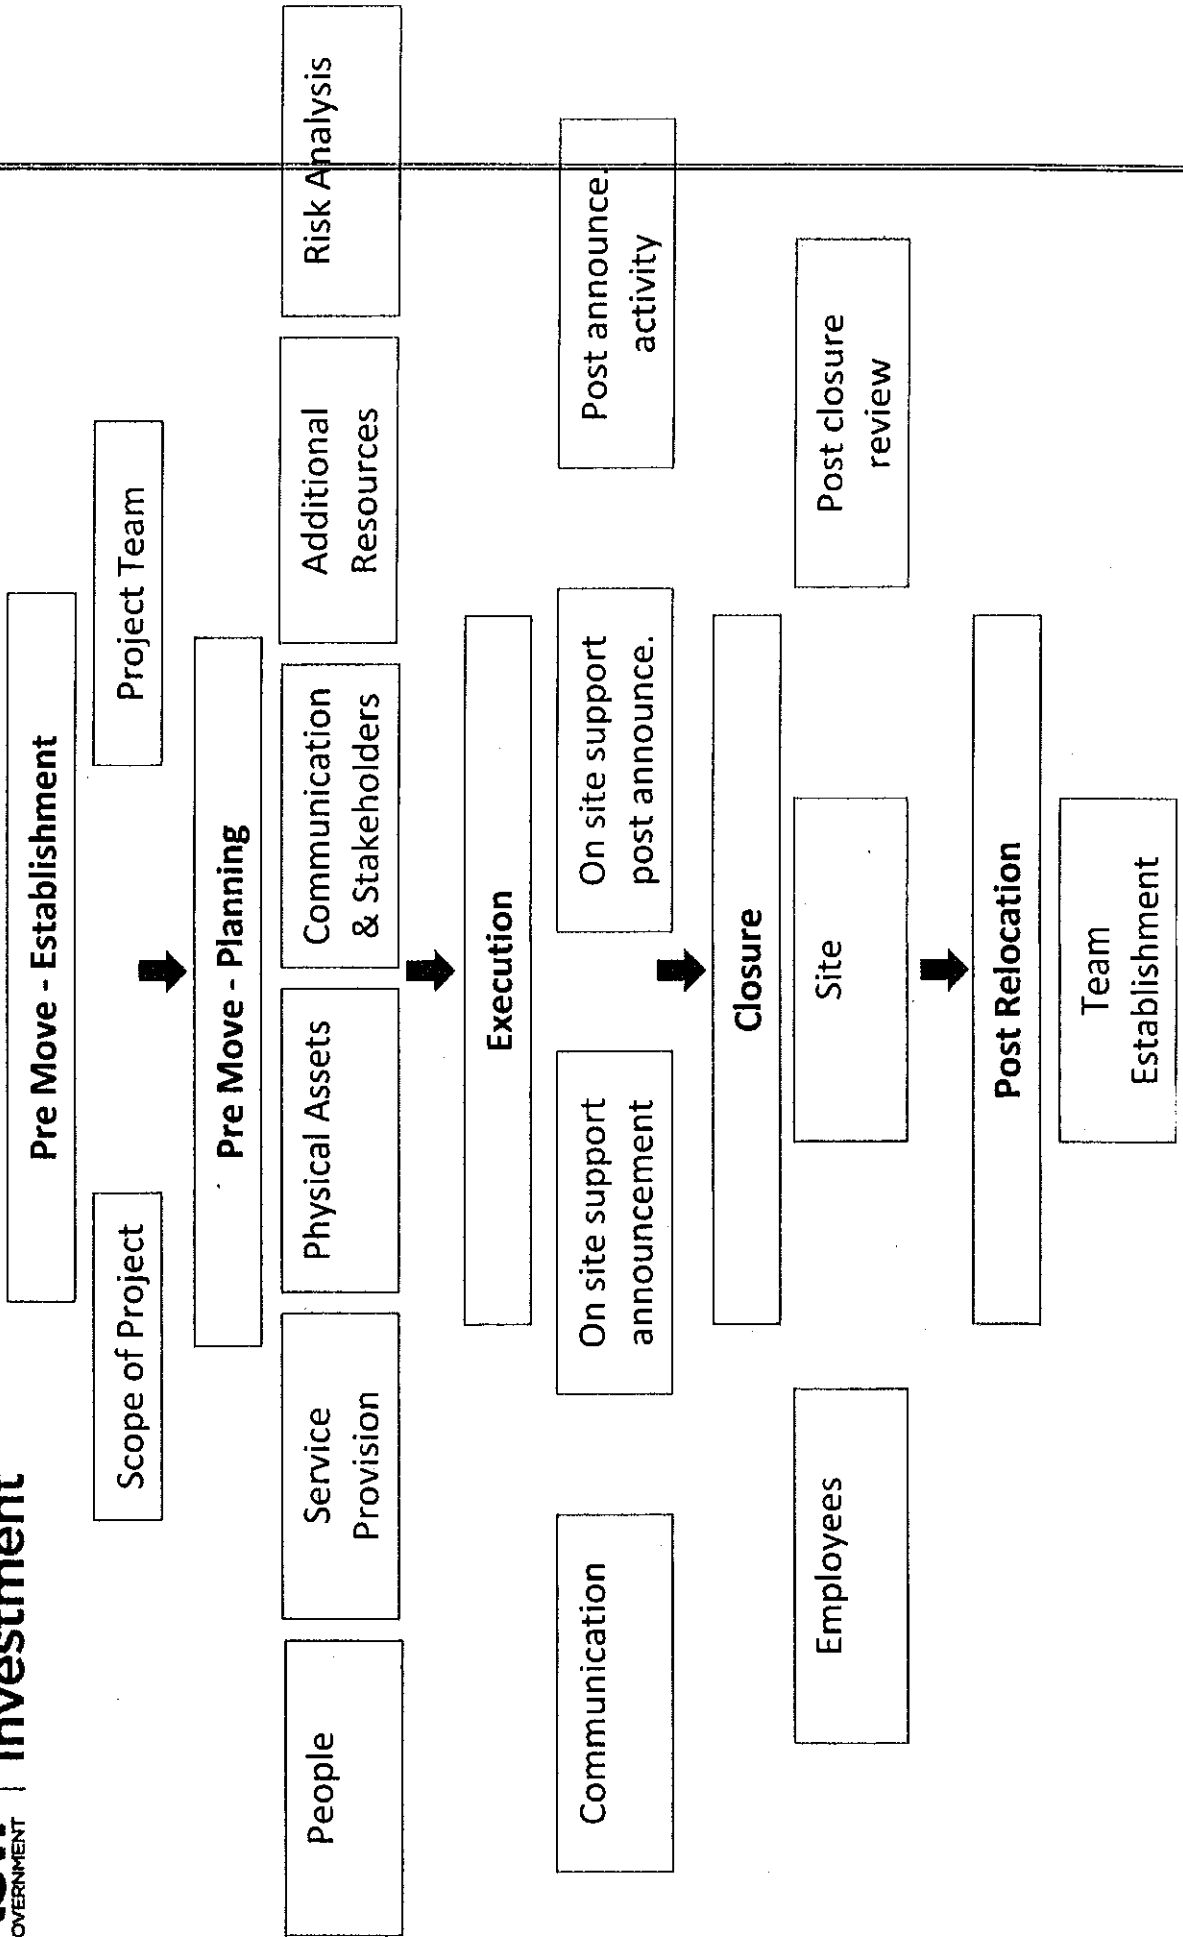 OVERNMENT
Investment
Pre Move - Establishment
Scope of Project
Project Team
Pre Move - Planning
People
Service
Provision
Physical Assets
Communication
& Stakeholders
Additional
Resources
Risk Analysis
Execution
Communication
On site support
announcement
On site support
post announce.
Post announce.
activity
Closure
Employees
Site
Post closure
review
Post Relocation
Team
Establishment